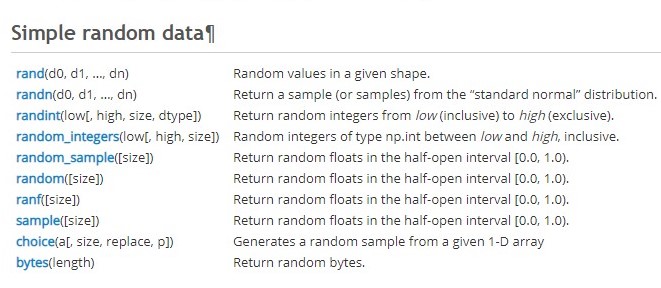 Simple random data¶
rand(d0, d1, ..., dn) Random values in a given shape.
randn(d0, d1, ..., dn) Return a sample (or samples) from the “standard normal” distribution.
randint(low[, high, size, dtype]) Return random integers from low (inclusive) to high (exclusive).
random_integers(low[, high, size]) Random integers of type np.int between low and high, inclusive.
random_sample([size]) Return random floats in the half-open interval [0.0, 1.0).
random([size]) Return random floats in the half-open interval [0.0, 1.0).
ranf([size]) Return random floats in the half-open interval [0.0, 1.0).
sample([size]) Return random floats in the half-open interval [0.0, 1.0).
choice(a[, size, replace, p]) Generates a random sample from a given 1-D array
bytes(length) Return random bytes.